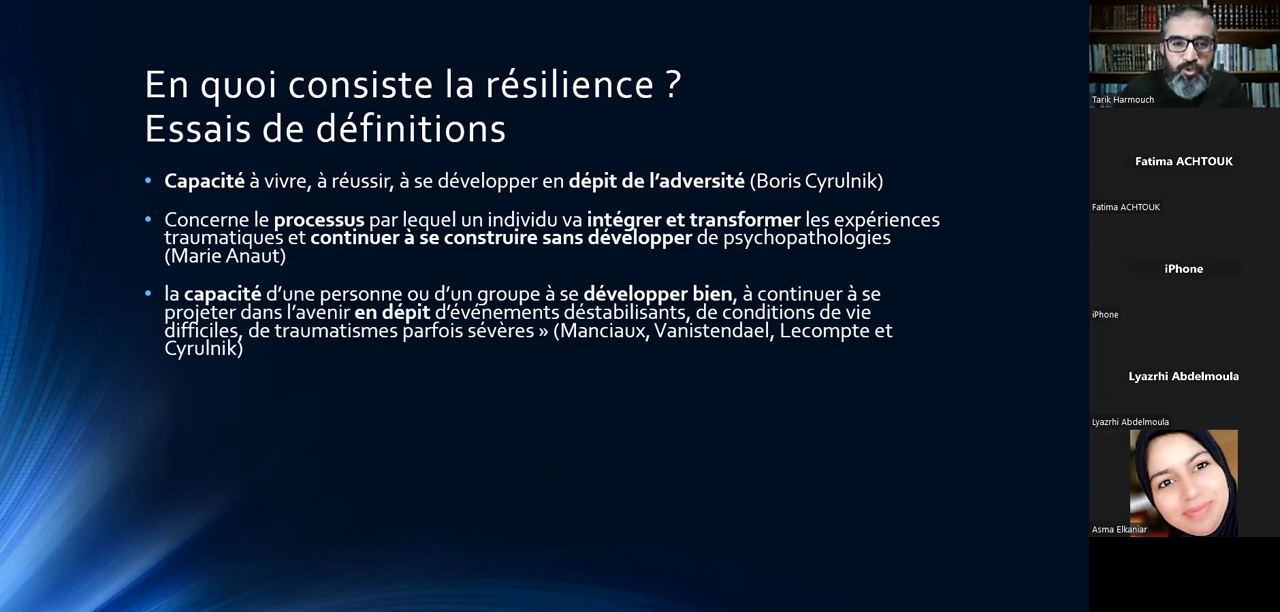 En quoi consiste la résilience ?
Essais de définitions
• Capacité à vivre, à réussir, à se développer en dépit de l’adversité (Boris Cyrulnik)
• Concerne le processus par lequel un individu va intégrer et transformer les expériences
traumatiques et continuer à se construire sans développer de psychopathologies
(Marie Anaut)
• la capacité d’une personne ou d’un groupe à se développer bien, à continuer à se
projeter dans l’avenir en dépit d’événements déstabilisants, de conditions de vie
difficiles, de traumatismes parfois sévères » (Manciaux, Vanistendael, Lecompte et
Cyrulnik)
Tarik Harmouch
Fatima ACHTOUK
Fatima ACHTOUK
iPhone
iPhone
Lyazrhi Abdelmoula
Lyazrhi Abdelmoula
Asma Elkaniar